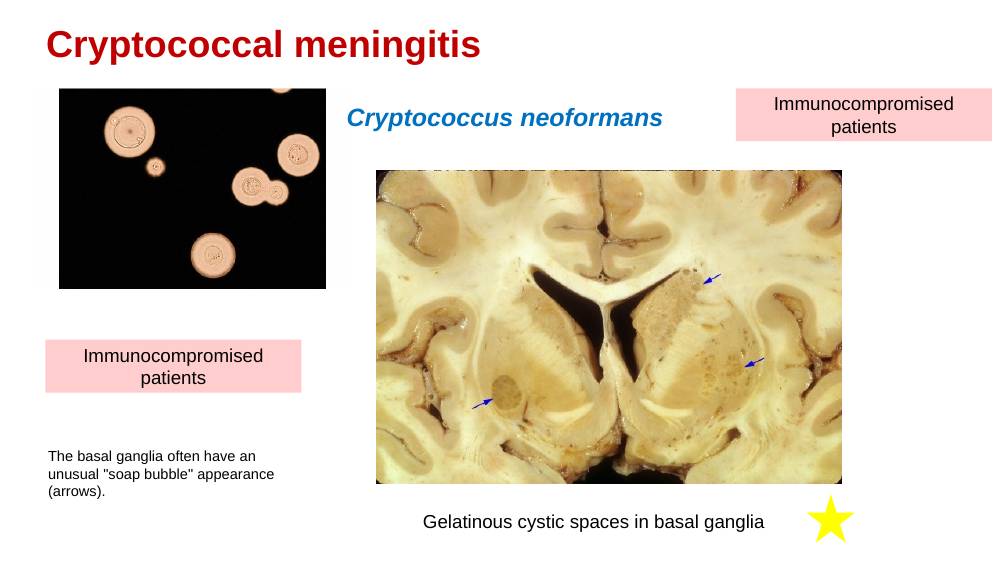 Cryptococcal meningitis
Cryptococcus neoformans
Immunocompromised
patients
Immunocompromised
patients
The basal ganglia often have an
unusual "soap bubble" appearance
(arrows).
Gelatinous cystic spaces in basal ganglia